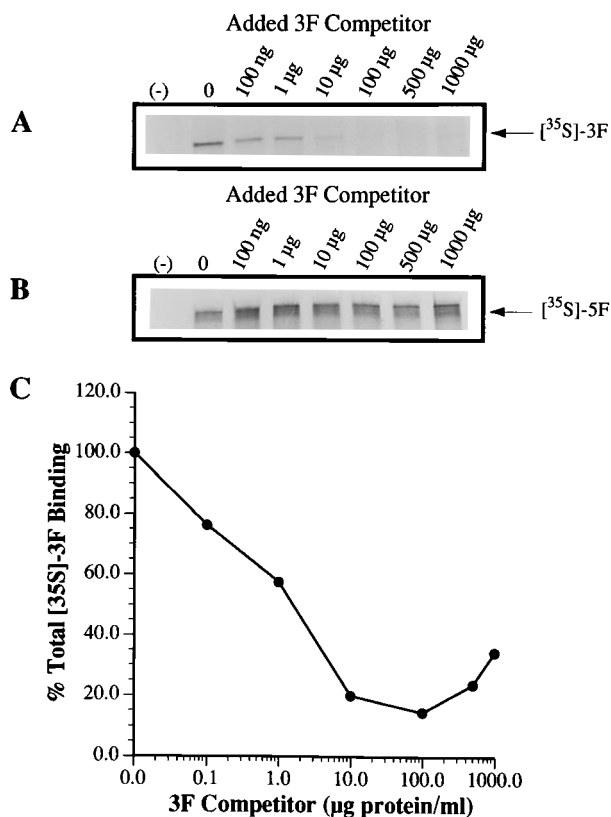 Added 3F Competitor
(-) 0 100 ng 1 µg 10 µg 100 µg 500 µg 1000 µg
A
[35S]-3F
Added 3F Competitor
(-) 0 100 ng 1 µg 10 µg 100 µg 500 µg 1000 µg
B
[35S]-5F
C
% Total [35S]-3F Binding
120.0
100.0
80.0
60.0
40.0
20.0
0.0
0.0 0.1 1.0 10.0 100.0 1000.0
3F Competitor (µg protein/ml)